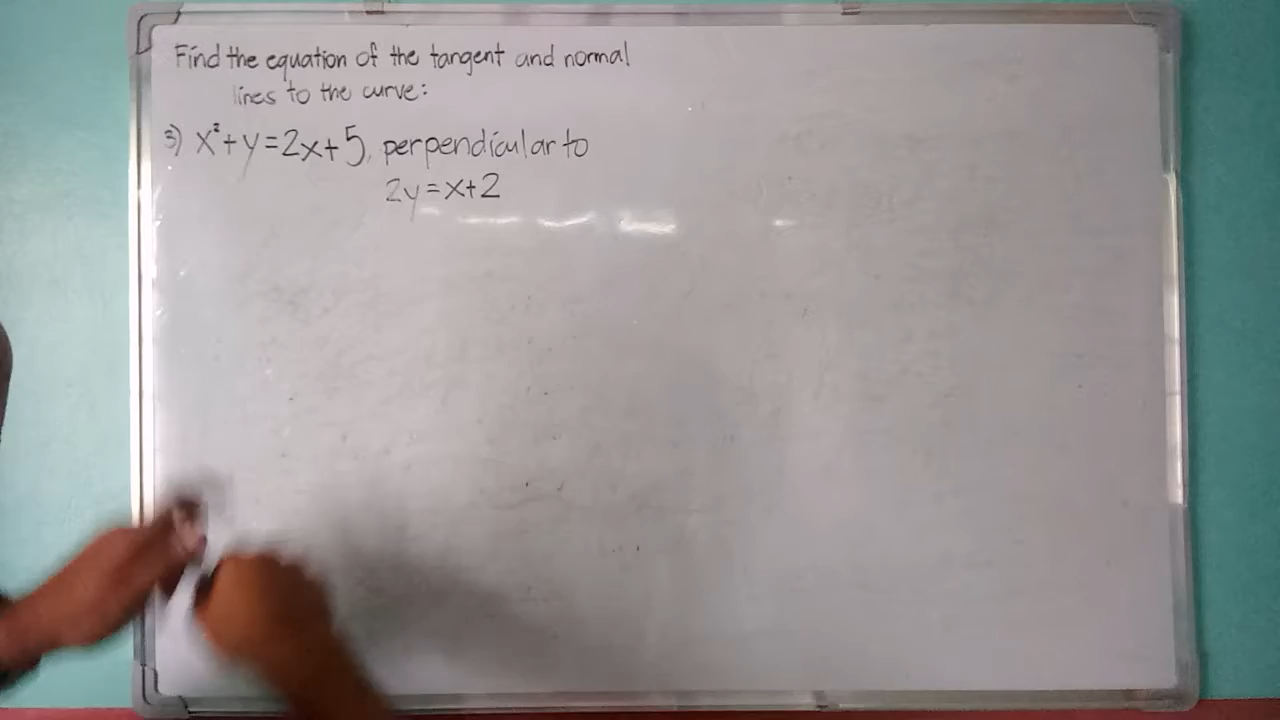 Find the equation of the tangent and normal
lines to the curve:
3) x²+y=2x+5, perpendicular to
2y=x+2